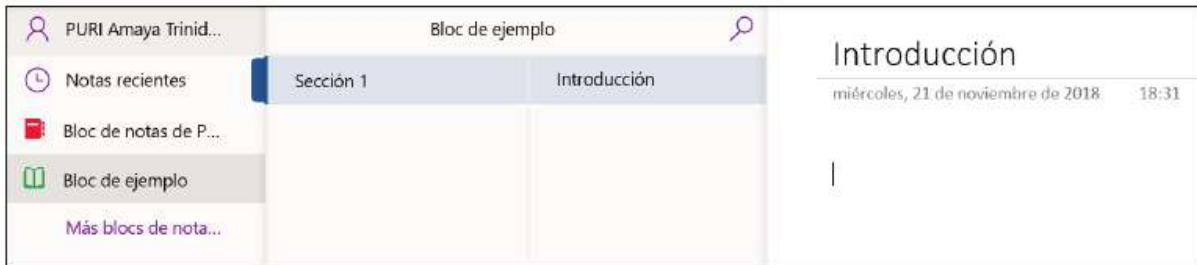 PURI Amaya Trinid...
Notas recientes
Bloc de notas de P...
Bloc de ejemplo
Más blocs de nota...
Bloc de ejemplo
Sección 1
Introducción
Introducción
miércoles, 21 de noviembre de 2018 18:31